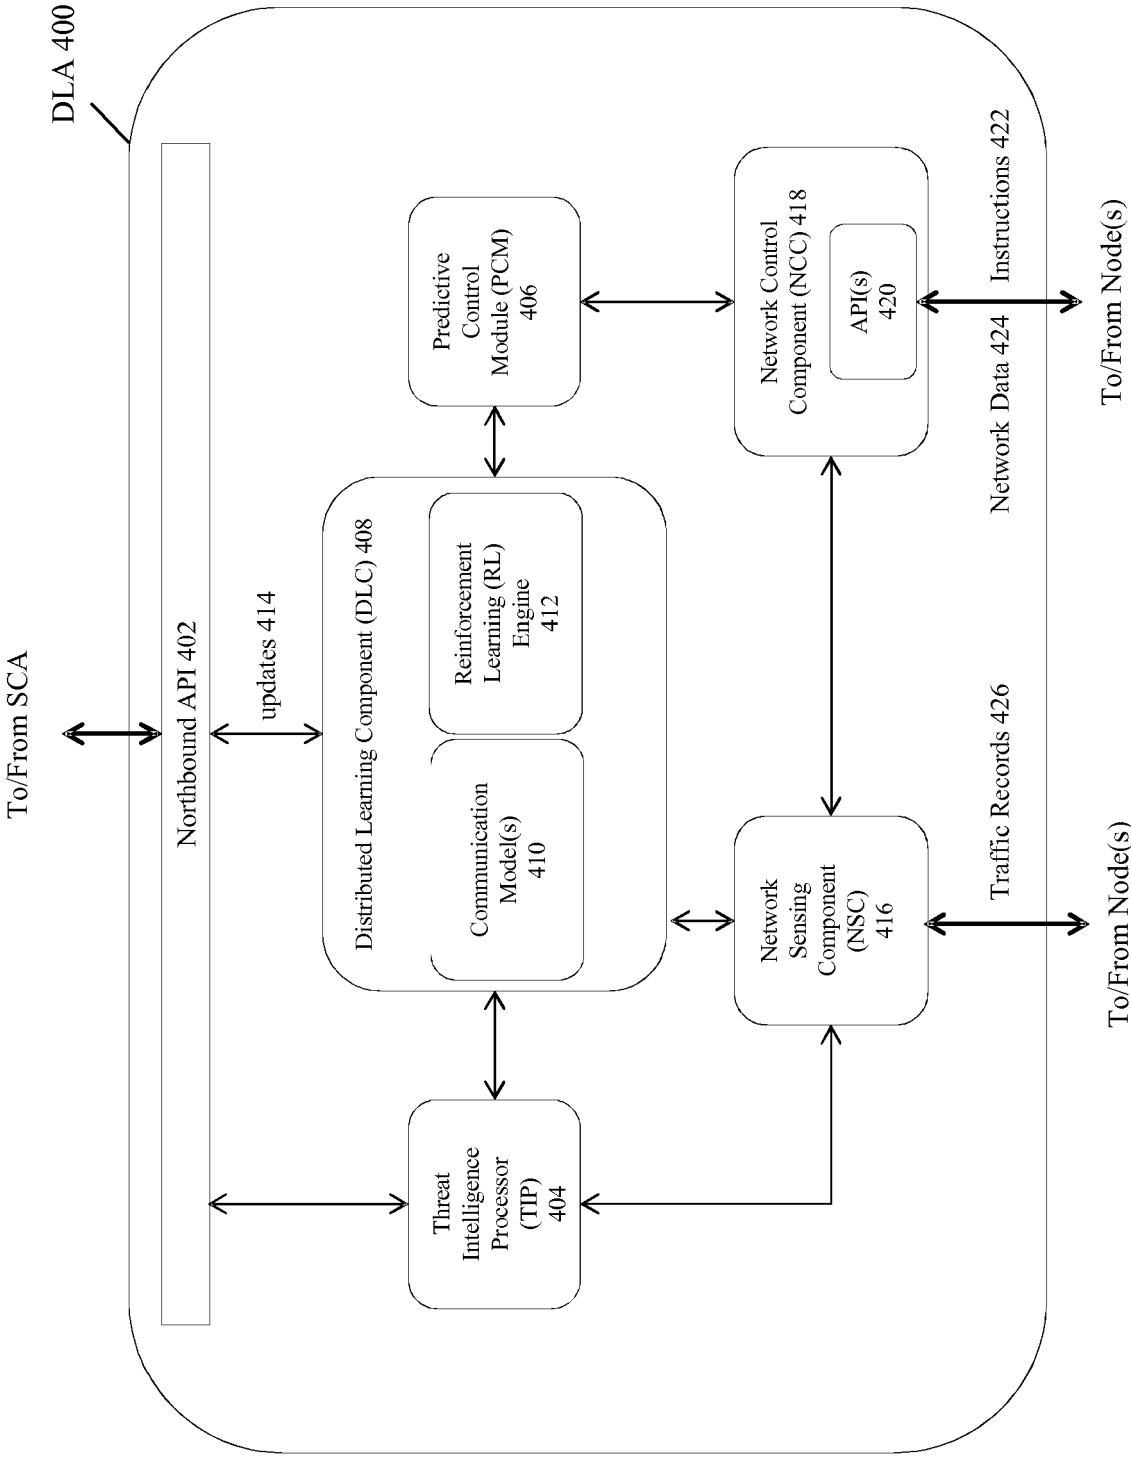 To/From SCA
DLA 400
Northbound API 402
updates 414
Threat
Intelligence
Processor
(TIP)
404
Distributed Learning Component (DLC) 408
Communication
Model(s)
410
Reinforcement
Learning (RL)
Engine
412
Predictive
Control
Module (PCM)
406
Network
Sensing
Component
(NSC)
416
Network Control
Component (NCC) 418
API(s)
420
Traffic Records 426
Network Data 424
Instructions 422
To/From Node(s)
To/From Node(s)